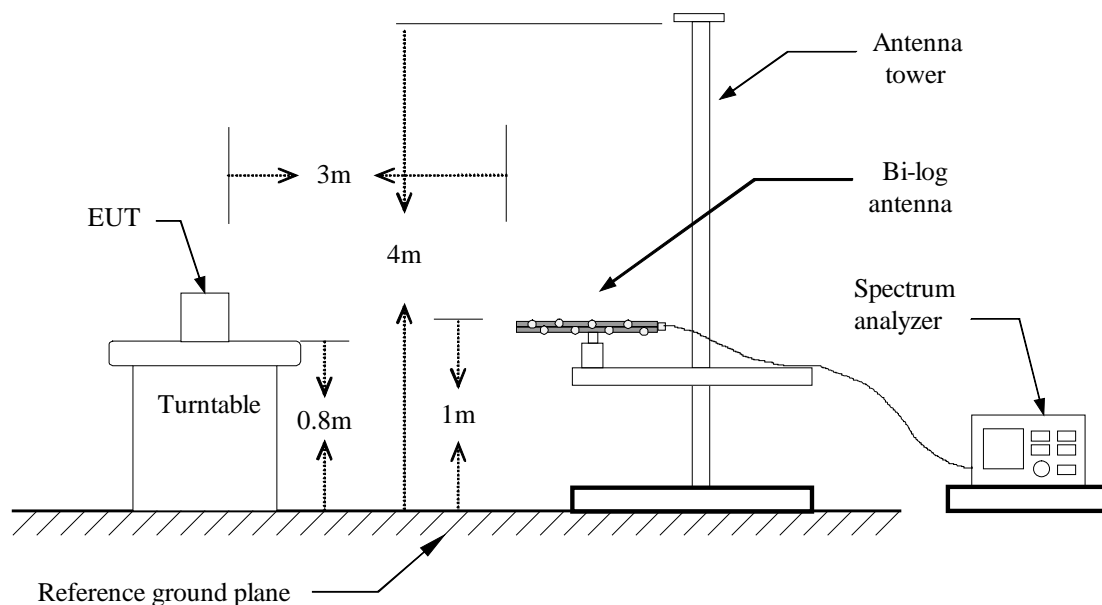 Antenna
tower
3m
Bi-log
antenna
EUT
4m
Spectrum
analyzer
Turntable
0.8m
1m
Reference ground plane